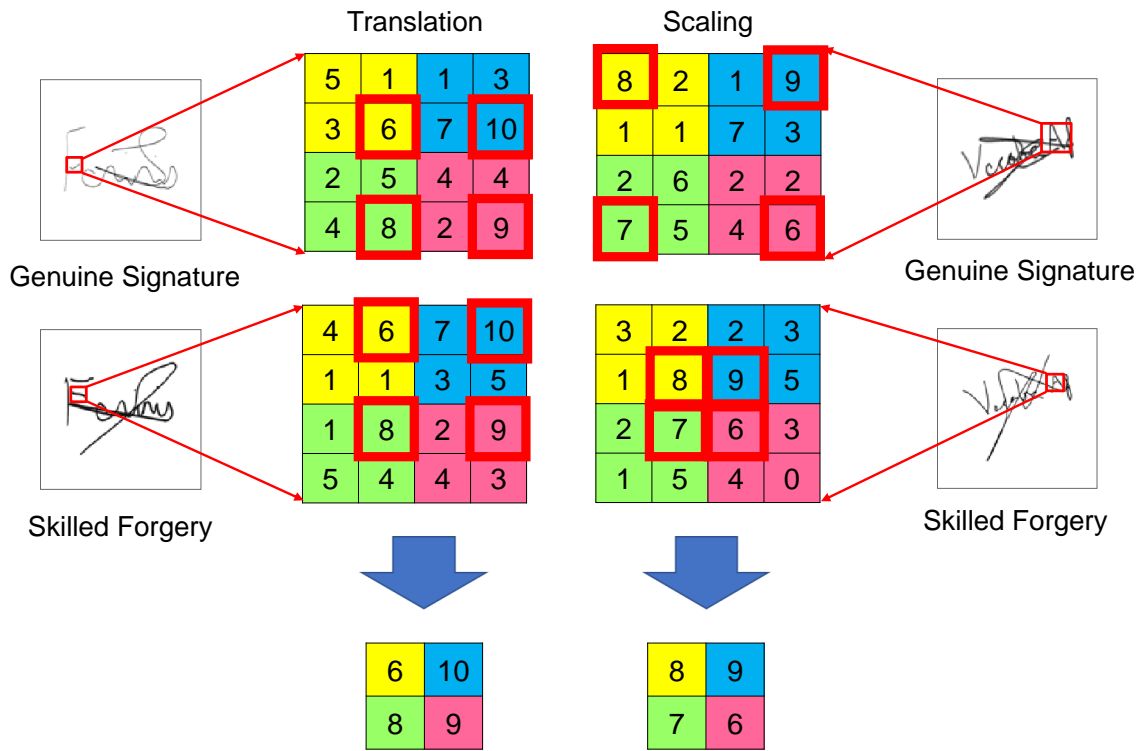 Translation Scaling
5 1 1 3
3 6 7 10
2 5 4 4
4 8 2 9
8 2 1 9
1 1 7 3
2 6 2 2
7 5 4 6
Genuine Signature
Genuine Signature
4 6 7 10
1 1 3 5
1 8 2 9
5 4 4 3
3 2 2 3
1 8 9 5
2 7 6 3
1 5 4 0
Skilled Forgery
Skilled Forgery
6 10
8 9
8 9
7 6